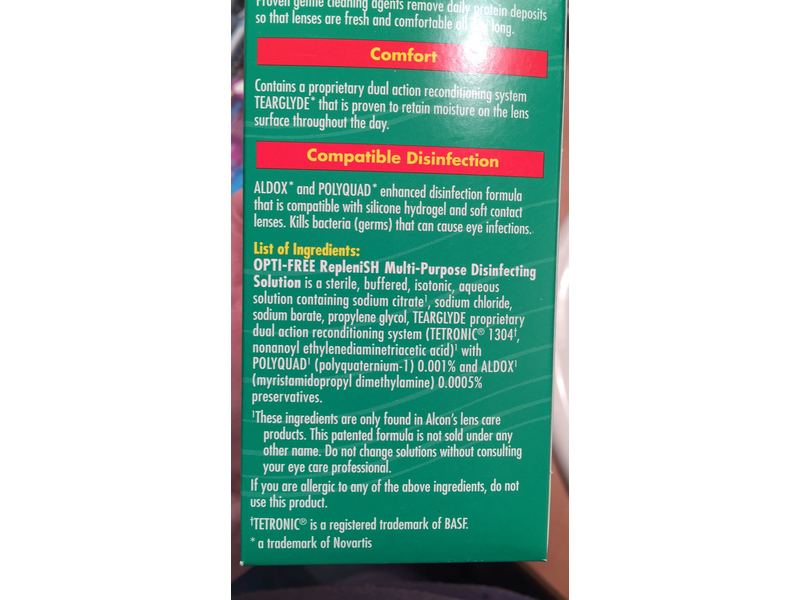 Proven gentle cleaning agents remove daily protein deposits
so that lenses are fresh and comfortable all day long.
Comfort
Contains a proprietary dual action reconditioning system
TEARGLYDE* that is proven to retain moisture on the lens
surface throughout the day.
Compatible Disinfection
ALDOX* and POLYQUAD* enhanced disinfection formula
that is compatible with silicone hydrogel and soft contact
lenses. Kills bacteria (germs) that can cause eye infections.
List of Ingredients:
OPTI-FREE RepleniSH Multi-Purpose Disinfecting
Solution is a sterile, buffered, isotonic, aqueous
solution containing sodium citrate¹, sodium chloride,
sodium borate, propylene glycol, TEARGLYDE proprietary
dual action reconditioning system (TETRONIC® 1304†,
nonanoyl ethylenediaminetriacetic acid)¹ with
POLYQUAD¹ (polyquaternium-1) 0.001% and ALDOX¹
(myristamidopropyl dimethylamine) 0.0005%
preservatives.
¹These ingredients are only found in Alcon's lens care
products. This patented formula is not sold under any
other name. Do not change solutions without consulting
your eye care professional.
If you are allergic to any of the above ingredients, do not
use this product.
†TETRONIC® is a registered trademark of BASF.
* a trademark of Novartis